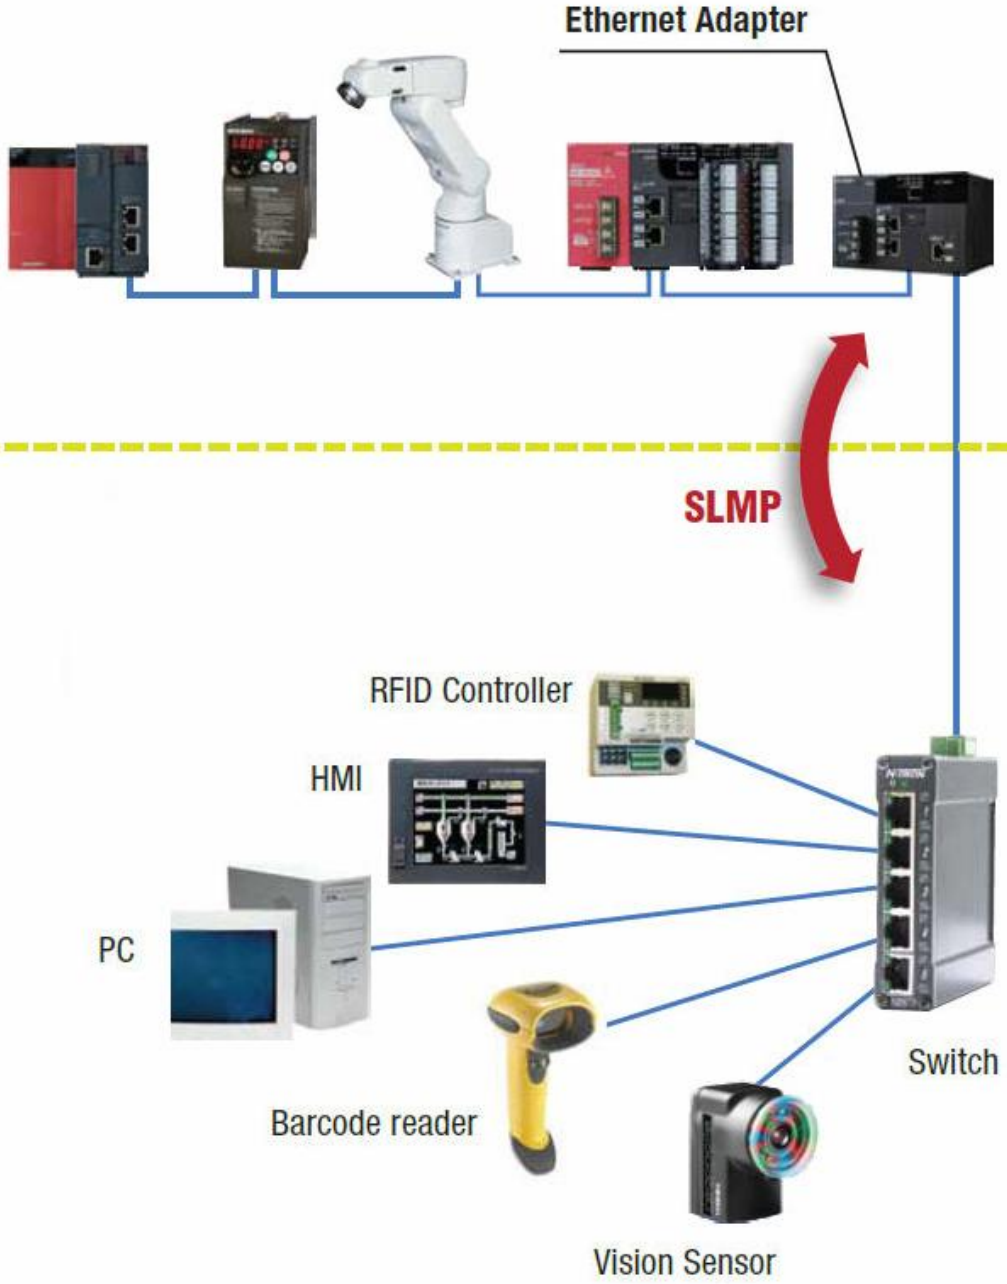 Ethernet Adapter
SLMP
RFID Controller
HMI
PC
Switch
Barcode reader
Vision Sensor